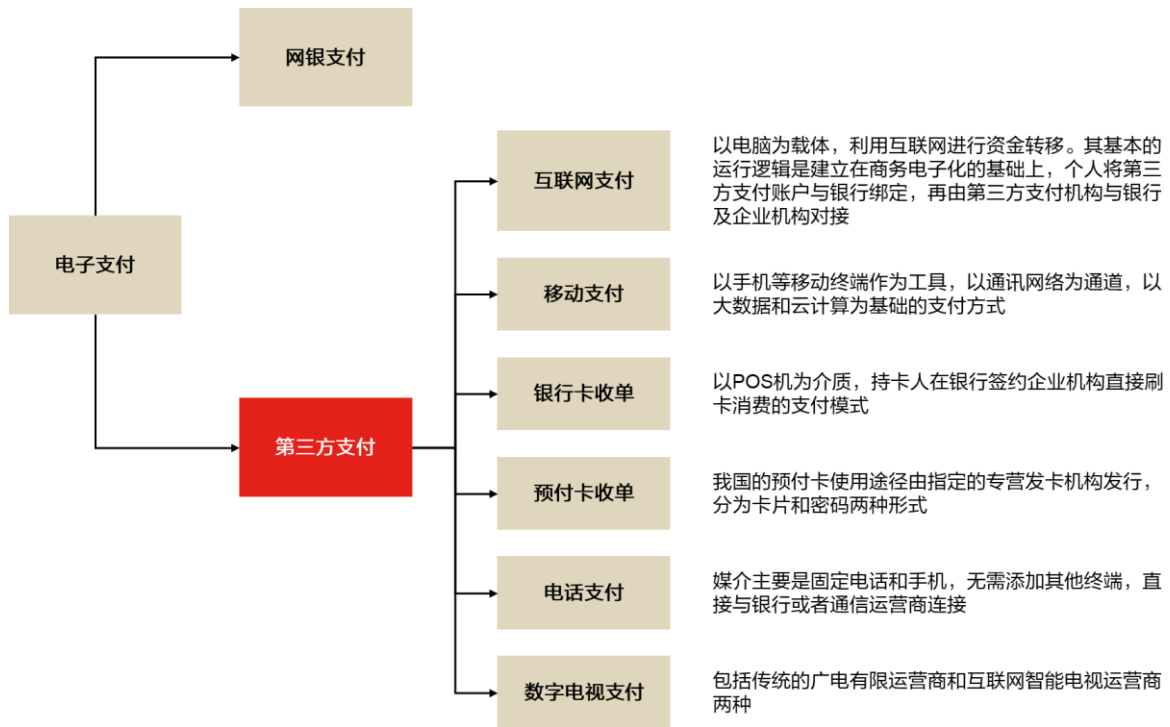 网银支付
电子支付
第三方支付
互联网支付
以电脑为载体，利用互联网进行资金转移。其基本的
运行逻辑是建立在商务电子化的基础上，个人将第三
方支付账户与银行绑定，再由第三方支付机构与银行
及企业机构对接
移动支付
以手机等移动终端作为工具，以通讯网络为通道，以
大数据和云计算为基础的支付方式
银行卡收单
以POS机为介质，持卡人在银行签约企业机构直接刷
卡消费的支付模式
预付卡收单
我国的预付卡使用途径由指定的专营发卡机构发行，
分为卡片和密码两种形式
电话支付
媒介主要是固定电话和手机，无需添加其他终端，直
接与银行或者通信运营商连接
数字电视支付
包括传统的广电有限运营商和互联网智能电视运营商
两种